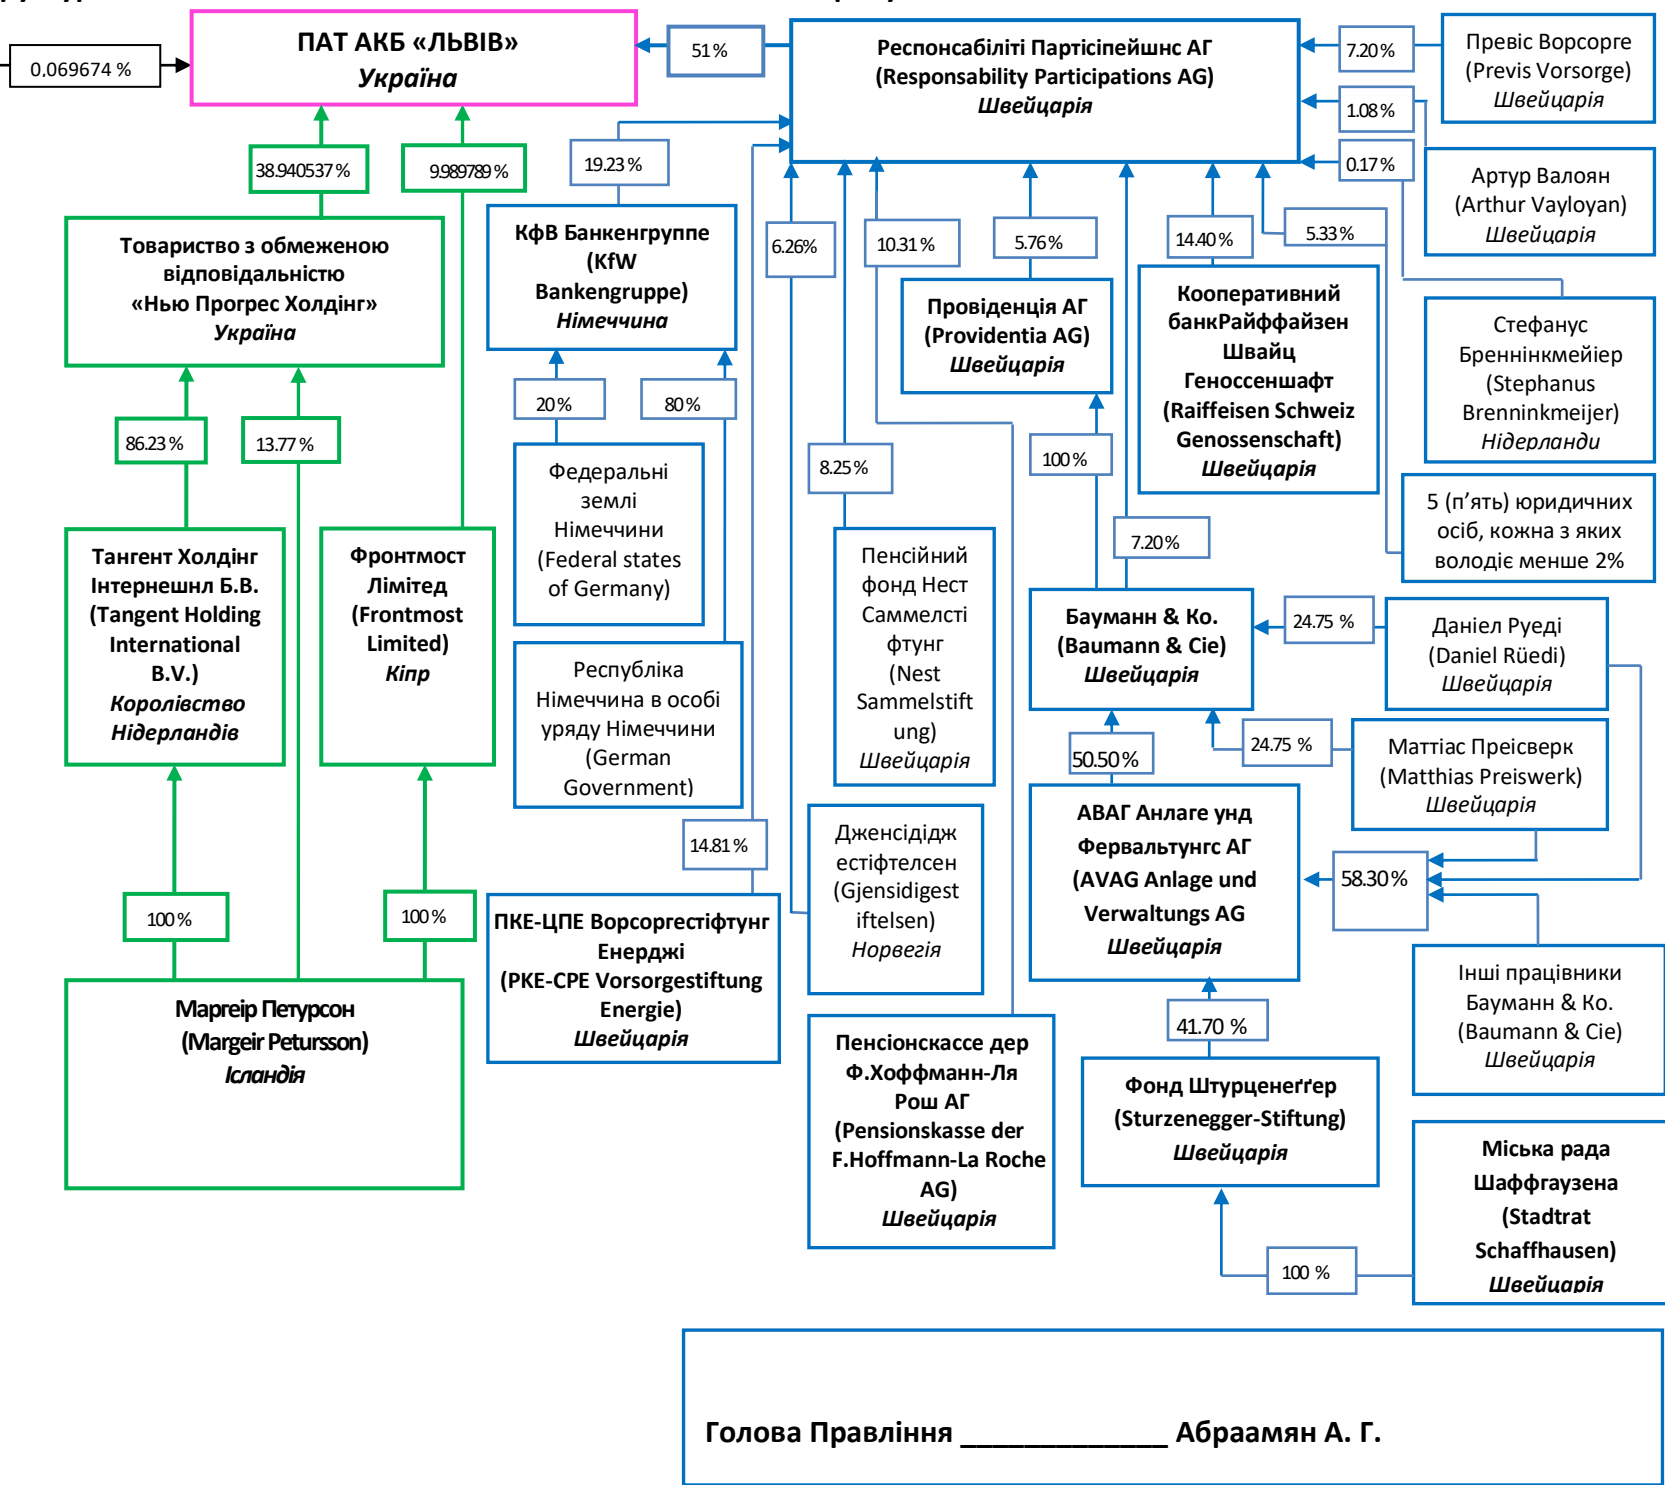 0,069674 %
ПАТ АКБ «ЛЬВІВ»
Україна
51 %
Респонсабіліті Партісіпейшнс АГ
(Responsability Participations AG)
Швейцарія
7.20 %
Превіс Ворсорге
(Previs Vorsorge)
Швейцарія
1.08 %
0.17 %
Артур Валоян
(Arthur Vayloyan)
Швейцарія
38.940537 %
9.989789 %
19.23 %
6.26%
10.31 %
5.76 %
14.40 %
5.33 %
Товариство з обмеженою
відповідальністю
«Нью Прогрес Холдінг»
Україна
КфВ Банкенгруппе
(KfW
Bankengruppe)
Німеччина
Провіденція АГ
(Providentia AG)
Швейцарія
Кооперативний
банкРайффайзен
Швайц
Геноссеншафт
(Raiffeisen Schweiz
Genossenschaft)
Швейцарія
Стефанус
Бреннінкмейіер
(Stephanus
Brenninkmeijer)
Нідерланди
86.23 %
13.77 %
20 %
80 %
8.25 %
100 %
7.20 %
5 (п’ять) юридичних
осіб, кожна з яких
володіє менше 2%
Федеральні
землі
Німеччини
(Federal states
of Germany)
Тангент Холдінг
Інтернешнл Б.В.
(Tangent Holding
International
B.V.)
Королівство
Нідерландів
Фронтмост
Лімітед
(Frontmost
Limited)
Кіпр
Пенсійний
фонд Нест
Саммелсті
фтунг
(Nest
Sammelstift
ung)
Швейцарія
Бауманн & Ко.
(Baumann & Cie)
Швейцарія
24.75 %
Даніел Руеді
(Daniel Rüedi)
Швейцарія
Республіка
Німеччина в особі
уряду Німеччини
(German
Government)
50.50 %
24.75 %
Маттіас Преісверк
(Matthias Preiswerk)
Швейцарія
14.81 %
Дженсідідж
естіфтелсен
(Gjensidigest
iftelsen)
Норвегія
АВАГ Анлаге унд
Фервальтунгс АГ
(AVAG Anlage und
Verwaltungs AG
Швейцарія
58.30 %
100 %
100 %
ПКЕ-ЦПЕ Ворсоргестіфтунг
Енерджі
(PKE-CPE Vorsorgestiftung
Energie)
Швейцарія
Інші працівники
Бауманн & Ко.
(Baumann & Cie)
Швейцарія
Маргеір Петурсон
(Margeir Petursson)
Ісландія
41.70 %
Пенсіонскассе дер
Ф.Хоффманн-Ля
Рош АГ
(Pensionskasse der
F.Hoffmann-La Roche
AG)
Швейцарія
Фонд Штурценеґґер
(Sturzenegger-Stiftung)
Швейцарія
Міська рада
Шаффгаузена
(Stadtrat
Schaffhausen)
Швейцарія
100 %
Голова Правління _____________ Абраамян А. Г.